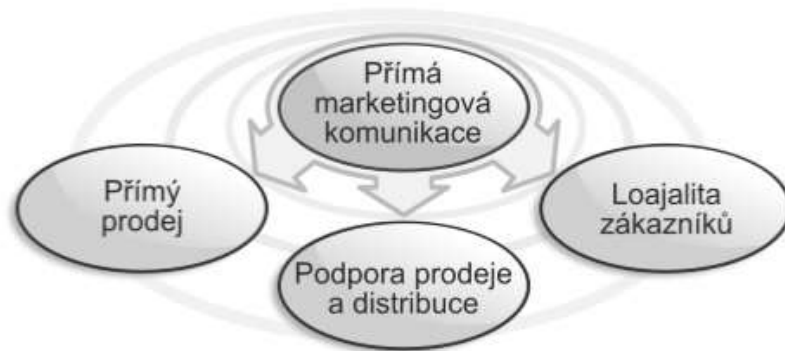 Přímá
marketingová
komunikace
Přímý
prodej
Loajalita
zákazníků
Podpora prodeje
a distribuce